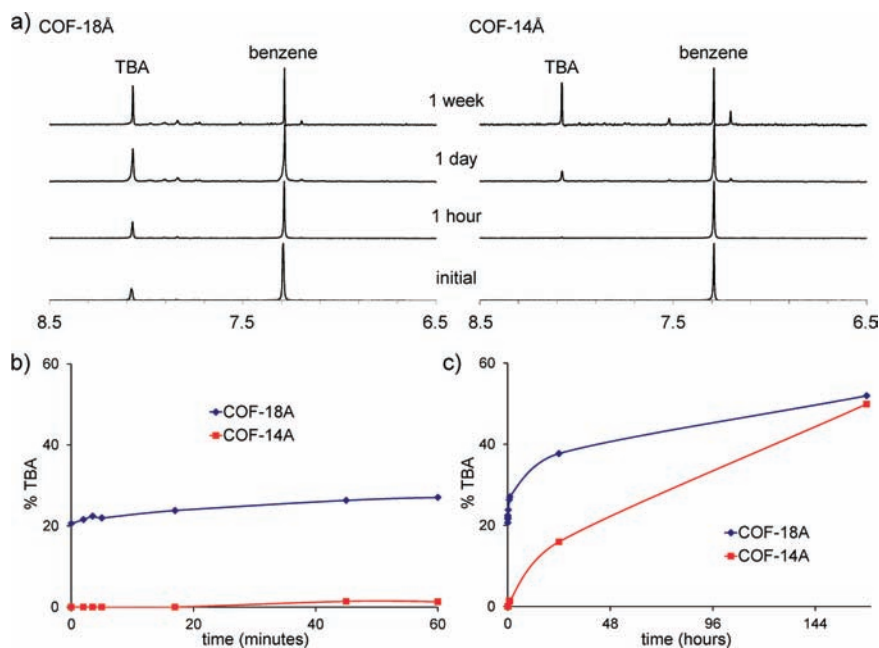 a)
COF-18Å
COF-14Å
TBA
benzene
TBA
benzene
1 week
1 day
1 hour
initial
8.5 7.5 6.5
8.5 7.5 6.5
b)
60
40
20
0
% TBA
COF-18A
COF-14A
0 20 40 60
time (minutes)
c)
60
40
20
0
% TBA
COF-18A
COF-14A
0 48 96 144
time (hours)